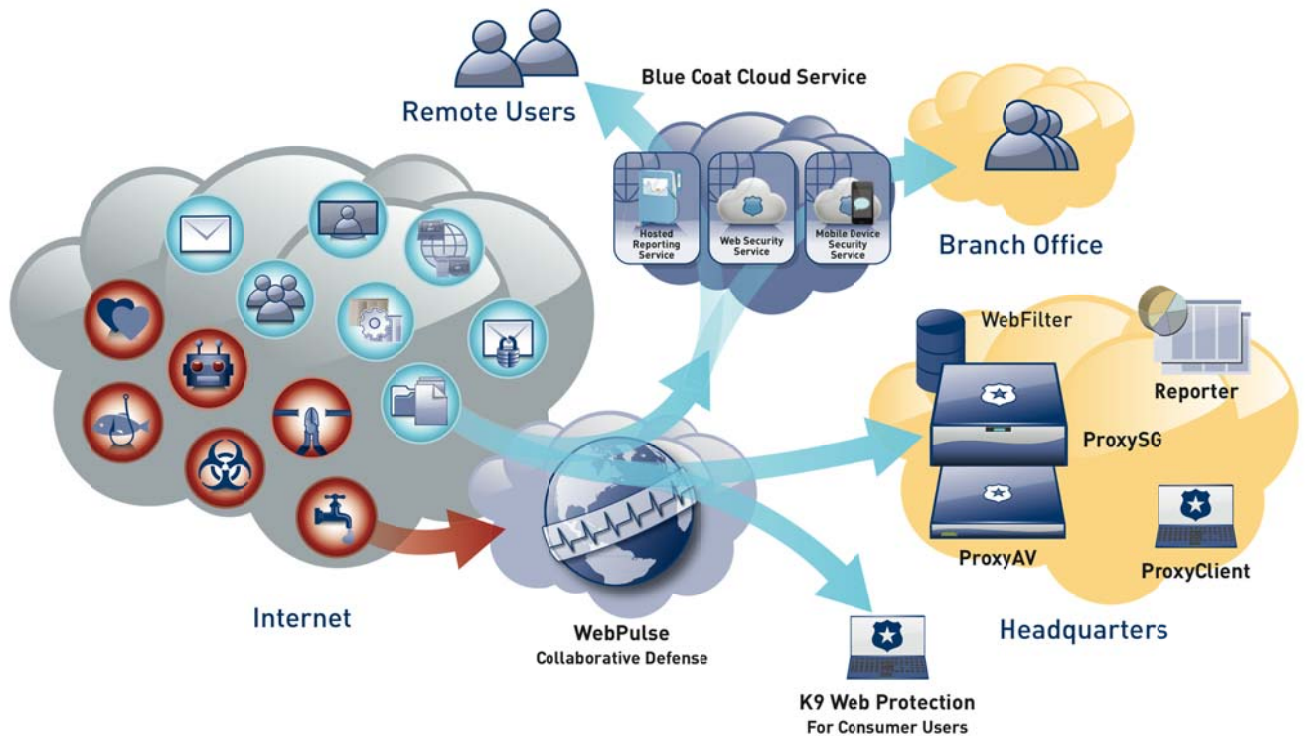 Remote Users
Blue Coat Cloud Service
Hosted
Reporting
Service
Web Security
Service
Mobile Device
Security
Service
Branch Office
WebFilter
Reporter
ProxySG
ProxyAV
ProxyClient
Headquarters
Internet
WebPulse
Collaborative Defense
K9 Web Protection
For Consumer Users